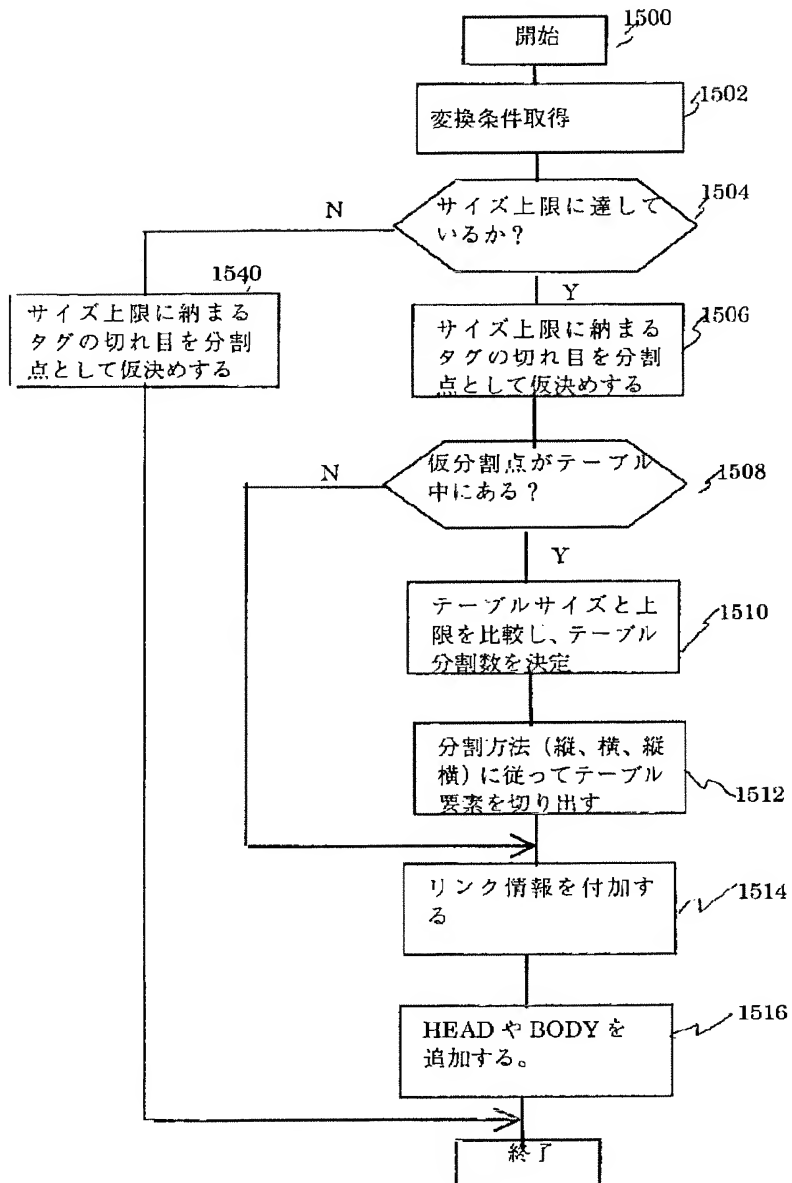 開始
1500
変換条件取得
1502
サイズ上限に達して
いるか？
1504
N
Y
1540
サイズ上限に納まる
タグの切れ目を分割
点として仮決めする
サイズ上限に納まる
タグの切れ目を分割
点として仮決めする
1506
仮分割点がテーブル
中にある？
1508
N
Y
テーブルサイズと上
限を比較し、テーブル
分割数を決定
1510
分割方法（縦、横、縦
横）に従ってテーブル
要素を切り出す
1512
リンク情報を付加す
る
1514
HEAD や BODY を
追加する。
1516
終了